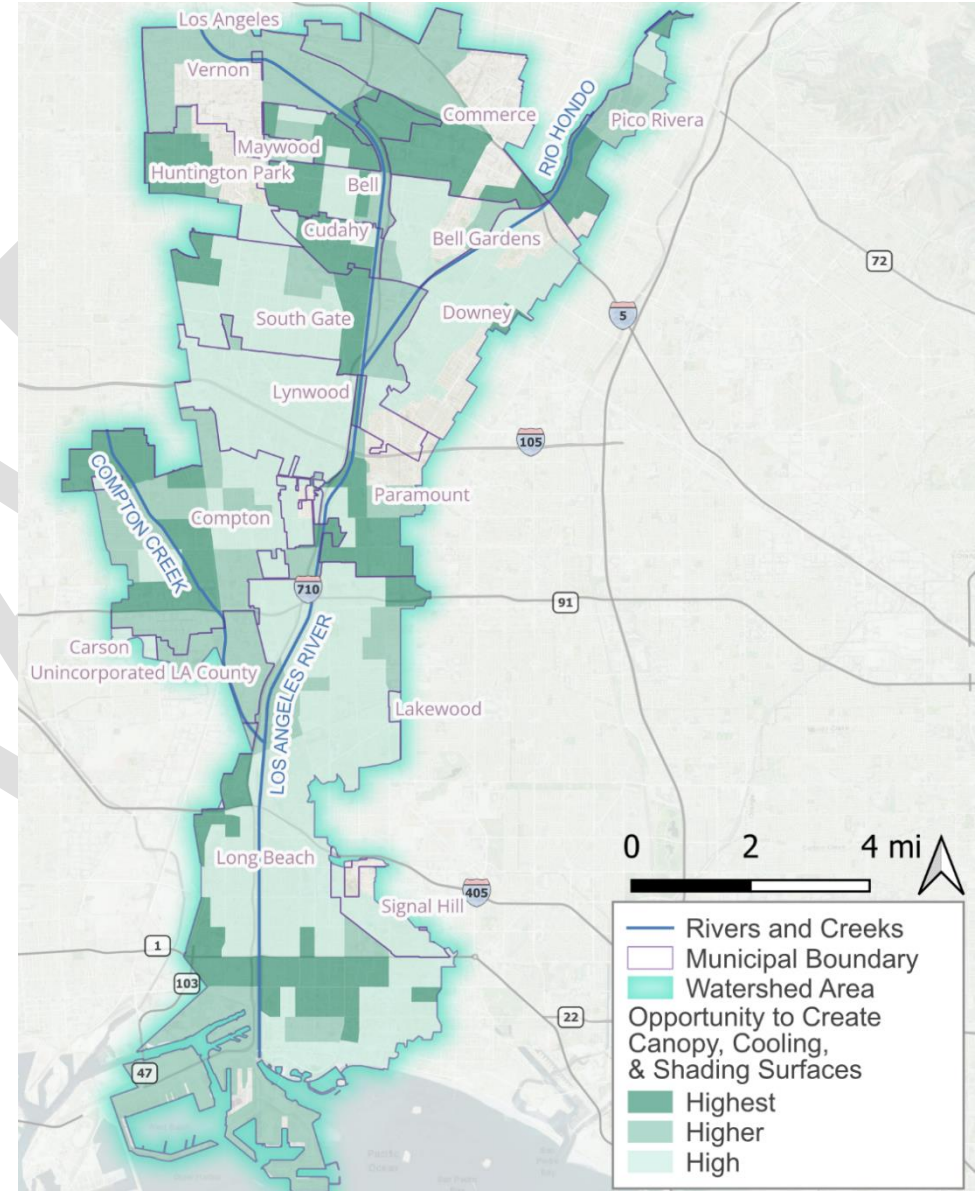 Los Angeles
Vernon
Commerce
RIO HONDO
Pico Rivera
Maywood
Huntington Park
Bell
Cudahy
Bell Gardens
72
South Gate
Downey
5
Lynwood
105
COMPTON CREEK
Compton
Paramount
710
91
Carson
Unincorporated LA County
LOS ANGELES RIVER
Lakewood
Long Beach
Signal Hill
405
1
103
22
47
0 2 4 mi
Rivers and Creeks
Municipal Boundary
Watershed Area
Opportunity to Create
Canopy, Cooling,
& Shading Surfaces
Highest
Higher
High